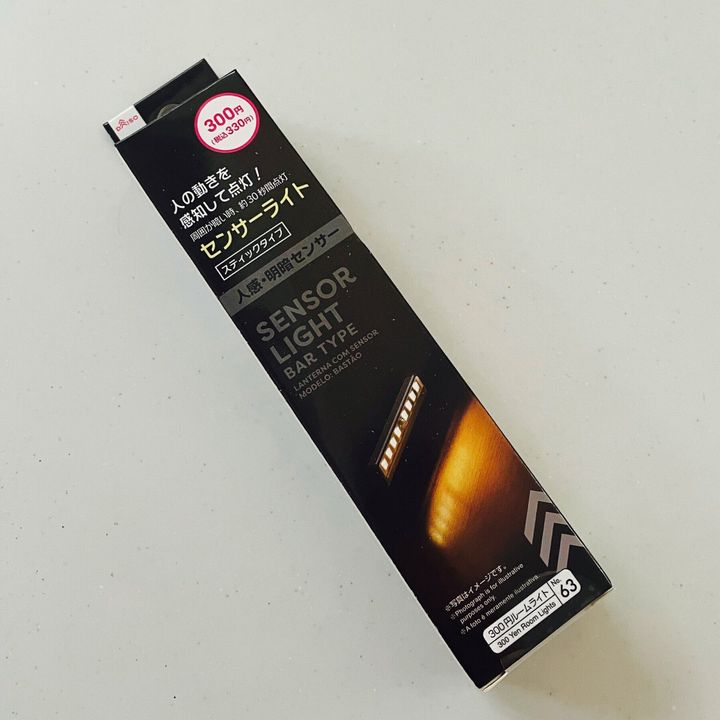 DAISO
300円
(税込330円)
人の動きを
感知して点灯!
周囲が暗い時、約30秒間点灯
センサーライト
スティックタイプ
人感・明暗センサー
SENSOR
LIGHT
BAR TYPE
LANTERNA COM SENSOR
MODELO: BASTÃO
※写真はイメージです。
※Photograph is for illustrative
purposes only.
※A foto é meramente ilustrativa.
300円ルームライト
300 Yen Room Lights
No.
63